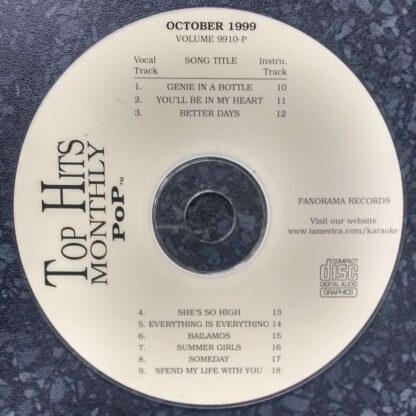 OCTOBER 1999
VOLUME 9910-P
Vocal Track SONG TITLE Instru. Track
1. GENIE IN A BOTTLE 10
2. YOU'LL BE IN MY HEART 11
3. BETTER DAYS 12
TOP HITS
MONTHLY
POP™
PANORAMA RECORDS
Visit our website
www.iamerica.com/karaoke
COMPACT
disc
DIGITAL AUDIO
GRAPHICS
4. SHE'S SO HIGH 13
5. EVERYTHING IS EVERYTHING 14
6. BAILAMOS 15
7. SUMMER GIRLS 16
8. SOMEDAY 17
9. SPEND MY LIFE WITH YOU 18